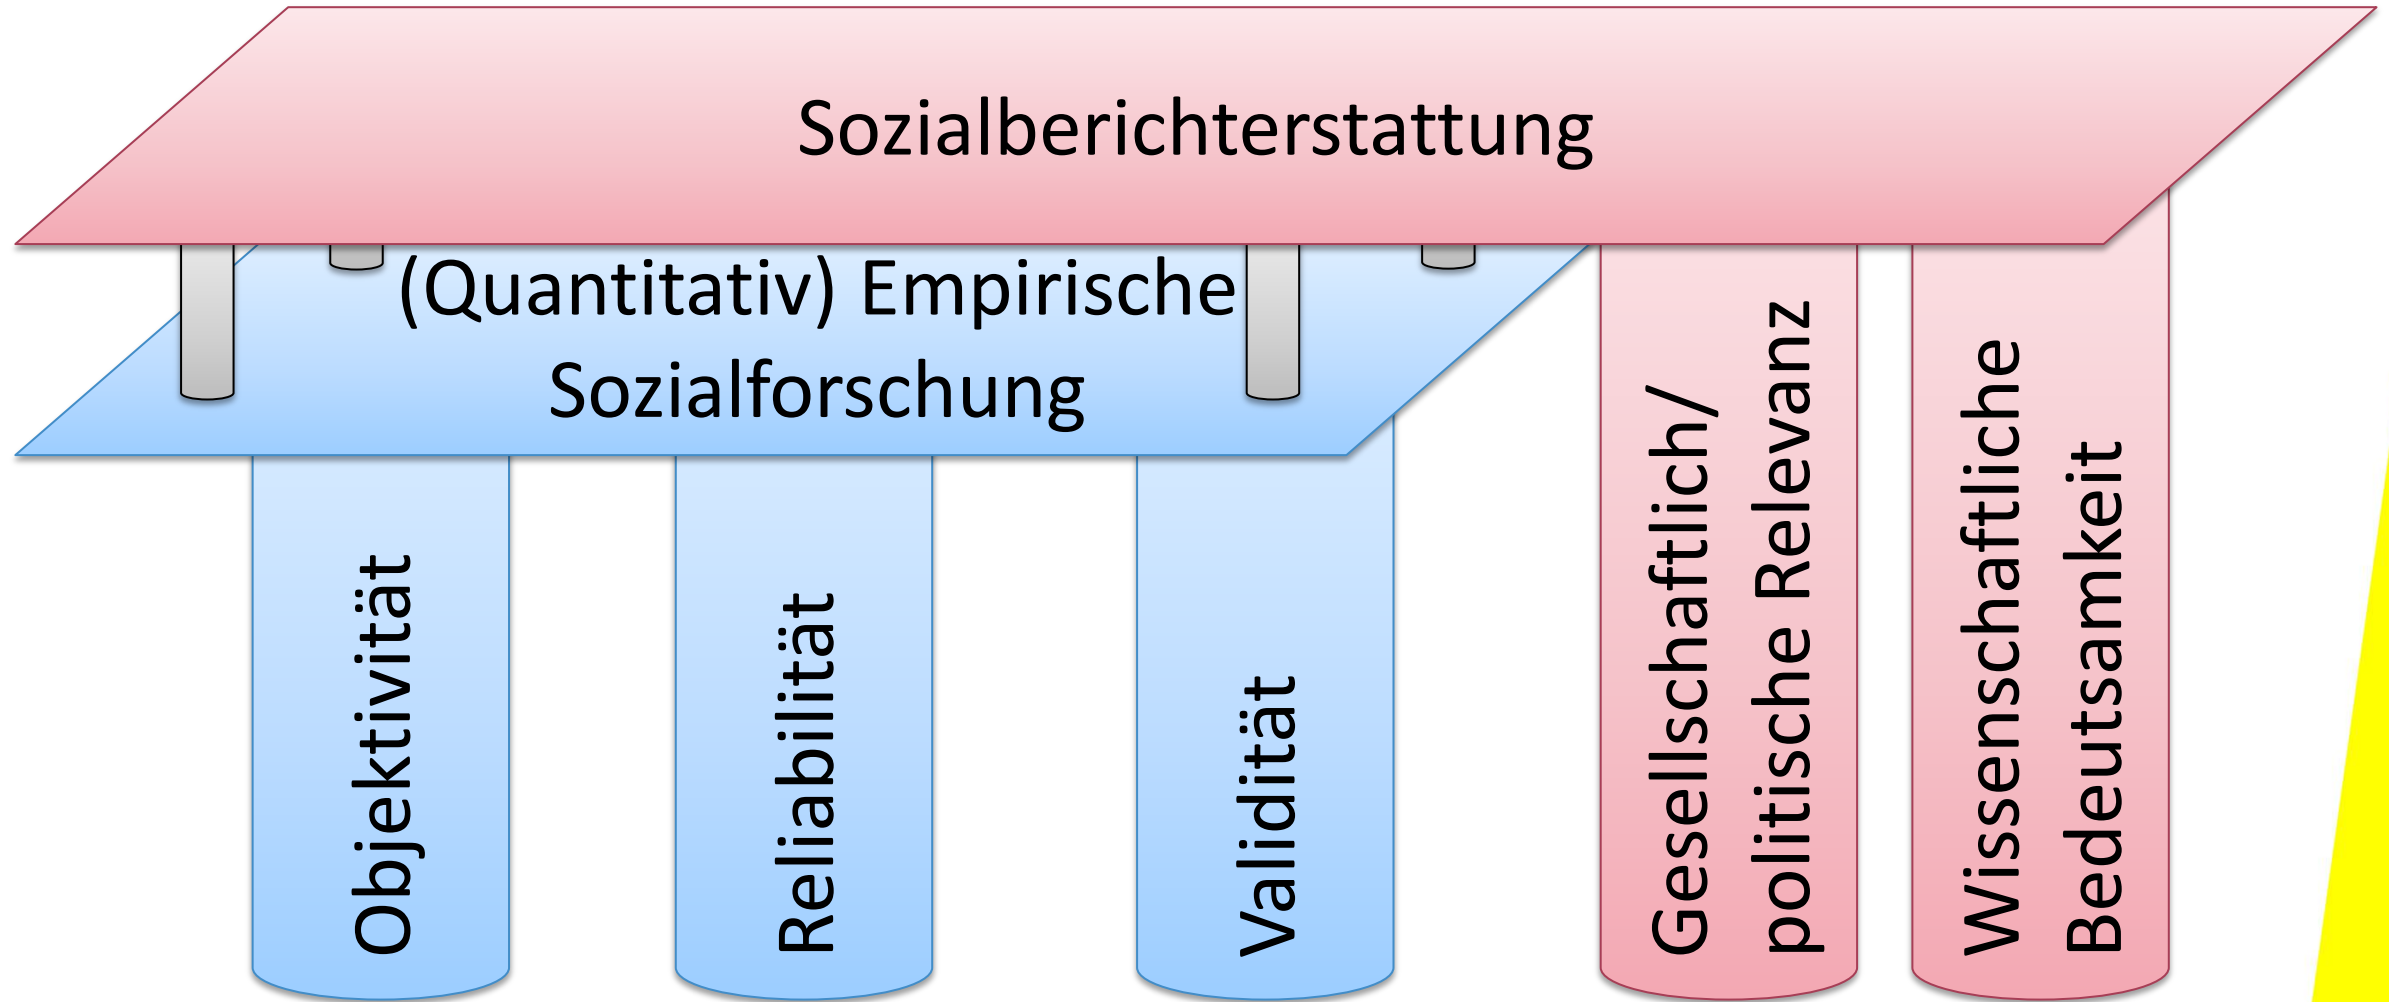 Sozialberichterstattung
(Quantitativ) Empirische
Sozialforschung
Objektivität
Reliabilität
Validität
Gesellschaftlich/
politische Relevanz
Wissenschaftliche
Bedeutsamkeit